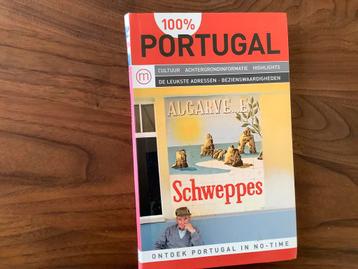 100%
PORTUGAL
m
CULTUUR ACHTERGRONDINFORMATIE HIGHLIGHTS
DE LEUKSTE ADRESSEN - BEZIENSWAARDIGHEDEN
ALGARVE...E
Schweppes
ONTDEK PORTUGAL IN NO-TIME